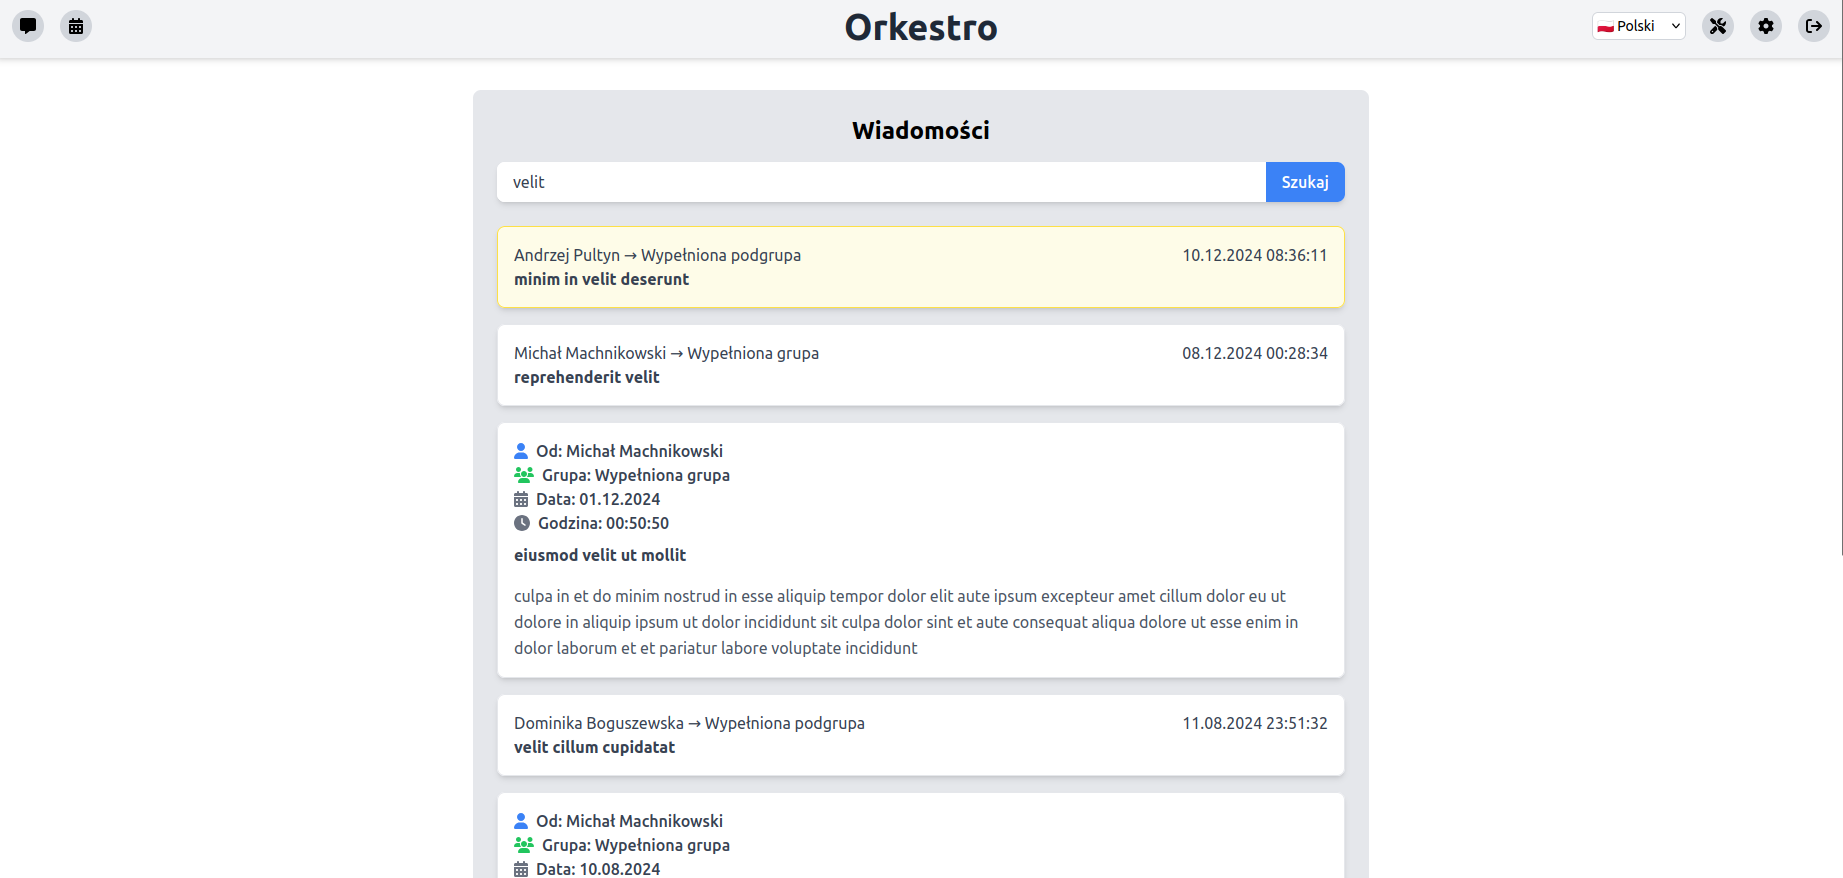 Orkestro
🇵🇱 Polski
Wiadomości
velit
Szukaj
Andrzej Pultyn → Wypełniona podgrupa 10.12.2024 08:36:11
minim in velit deserunt
Michał Machnikowski → Wypełniona grupa 08.12.2024 00:28:34
reprehenderit velit
Od: Michał Machnikowski
Grupa: Wypełniona grupa
Data: 01.12.2024
Godzina: 00:50:50
eiusmod velit ut mollit
culpa in et do minim nostrud in esse aliquip tempor dolor elit aute ipsum excepteur amet cillum dolor eu ut
dolore in aliquip ipsum ut dolor incididunt sit culpa dolor sint et aute consequat aliqua dolore ut esse enim in
dolor laborum et et pariatur labore voluptate incididunt
Dominika Boguszewska → Wypełniona podgrupa 11.08.2024 23:51:32
velit cillum cupidatat
Od: Michał Machnikowski
Grupa: Wypełniona grupa
Data: 10.08.2024